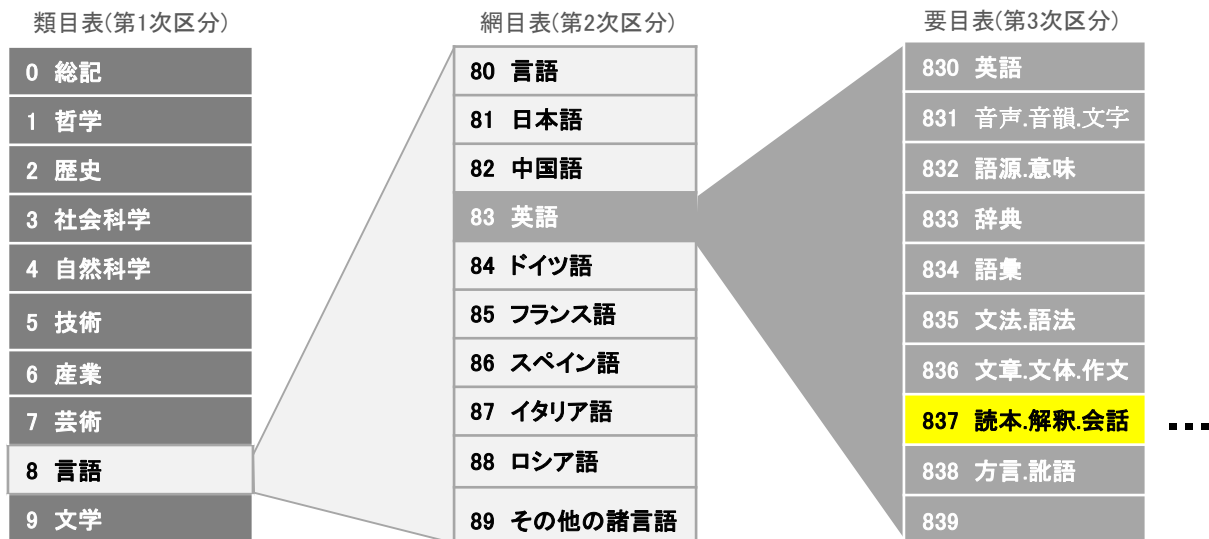 類目表(第1次区分)
0 総記
1 哲学
2 歴史
3 社会科学
4 自然科学
5 技術
6 産業
7 芸術
8 言語
9 文学
網目表(第2次区分)
80 言語
81 日本語
82 中国語
83 英語
84 ドイツ語
85 フランス語
86 スペイン語
87 イタリア語
88 ロシア語
89 その他の諸言語
要目表(第3次区分)
830 英語
831 音声.音韻.文字
832 語源.意味
833 辞典
834 語彙
835 文法.語法
836 文章.文体.作文
837 読本.解釈.会話
838 方言.訛語
839
...